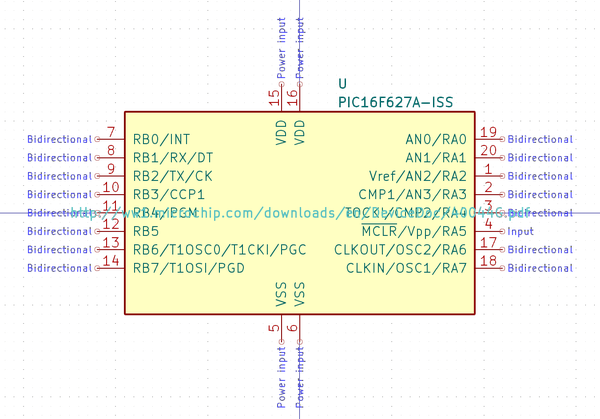 Power input
Power input
15
16
U
PIC16F627A-ISS
VDD
VDD
Bidirectional 7 RB0/INT AN0/RA0 19 Bidirectional
Bidirectional 8 RB1/RX/DT AN1/RA1 20 Bidirectional
Bidirectional 9 RB2/TX/CK Vref/AN2/RA2 1 Bidirectional
Bidirectional 10 RB3/CCP1 CMP1/AN3/RA3 2 Bidirectional
11 3
Bidirectional 12 RB5 MCLR/Vpp/RA5 4 Input
Bidirectional 13 RB6/T1OSO/T1CKI/PGC CLKOUT/OSC2/RA6 17 Bidirectional
Bidirectional 14 RB7/T1OSI/PGD CLKIN/OSC1/RA7 18 Bidirectional
VSS
VSS
5
6
Power input
Power input